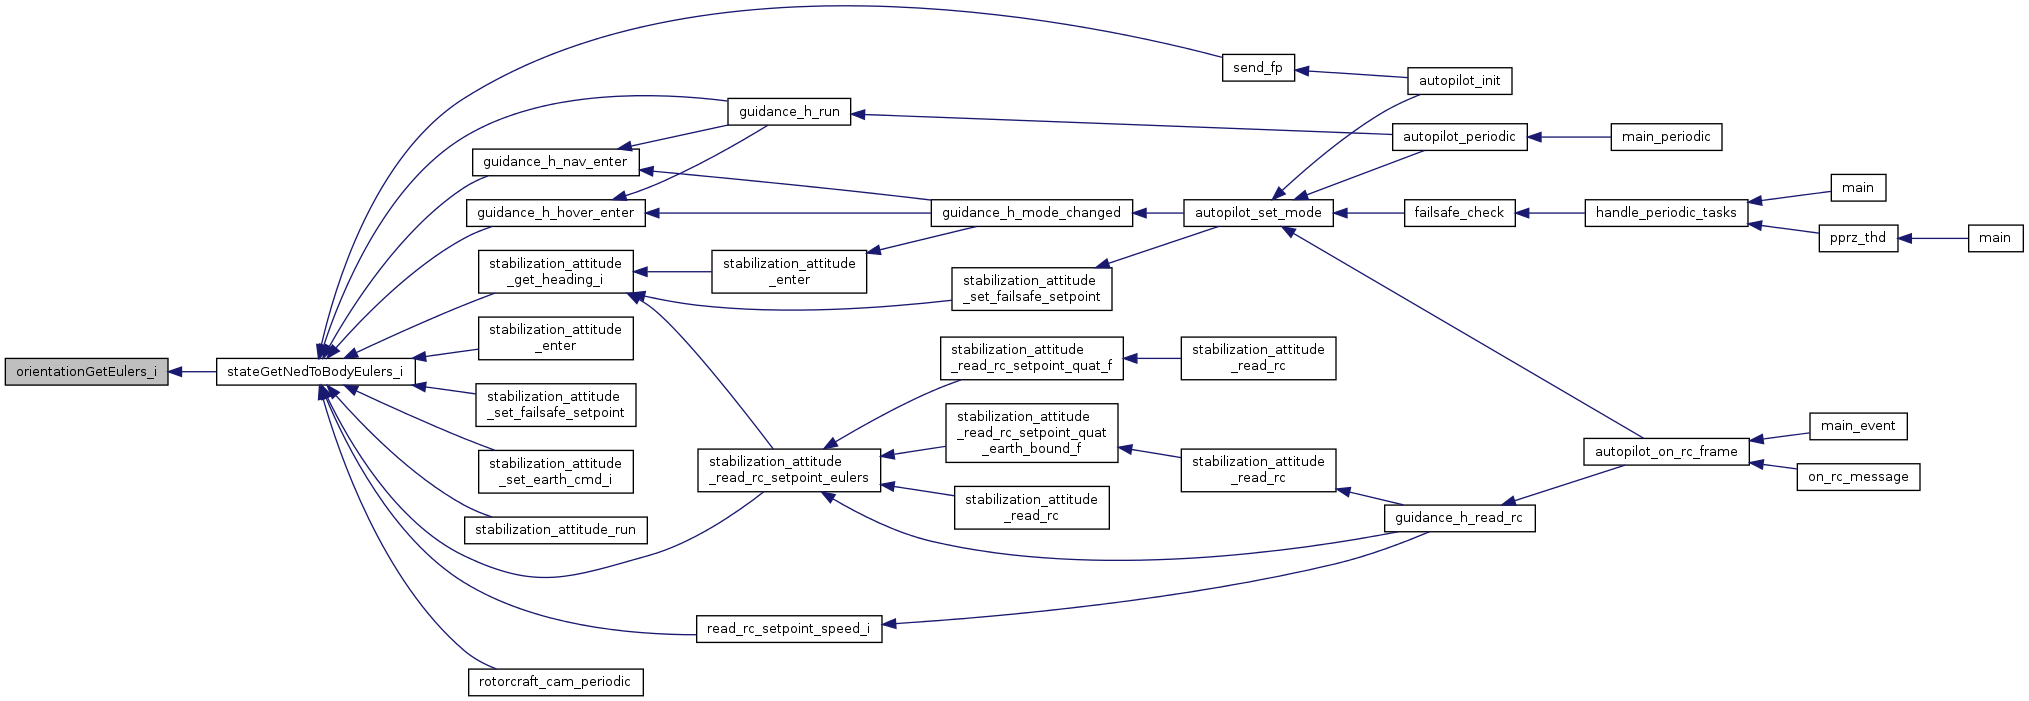 send_fp
autopilot_init
guidance_h_run
autopilot_periodic
main_periodic
guidance_h_nav_enter
main
guidance_h_hover_enter
guidance_h_mode_changed
autopilot_set_mode
failsafe_check
handle_periodic_tasks
pprz_thd
main
stabilization_attitude
_get_heading_i
stabilization_attitude
_enter
stabilization_attitude
_set_failsafe_setpoint
stabilization_attitude
_enter
orientationGetEulers_i
stateGetNedToBodyEulers_i
stabilization_attitude
_read_rc_setpoint_quat_f
stabilization_attitude
_read_rc
stabilization_attitude
_set_failsafe_setpoint
stabilization_attitude
_read_rc_setpoint_quat
_earth_bound_f
main_event
autopilot_on_rc_frame
on_rc_message
stabilization_attitude
_set_earth_cmd_i
stabilization_attitude
_read_rc_setpoint_eulers
stabilization_attitude
_read_rc
stabilization_attitude
_read_rc
guidance_h_read_rc
stabilization_attitude_run
read_rc_setpoint_speed_i
rotorcraft_cam_periodic